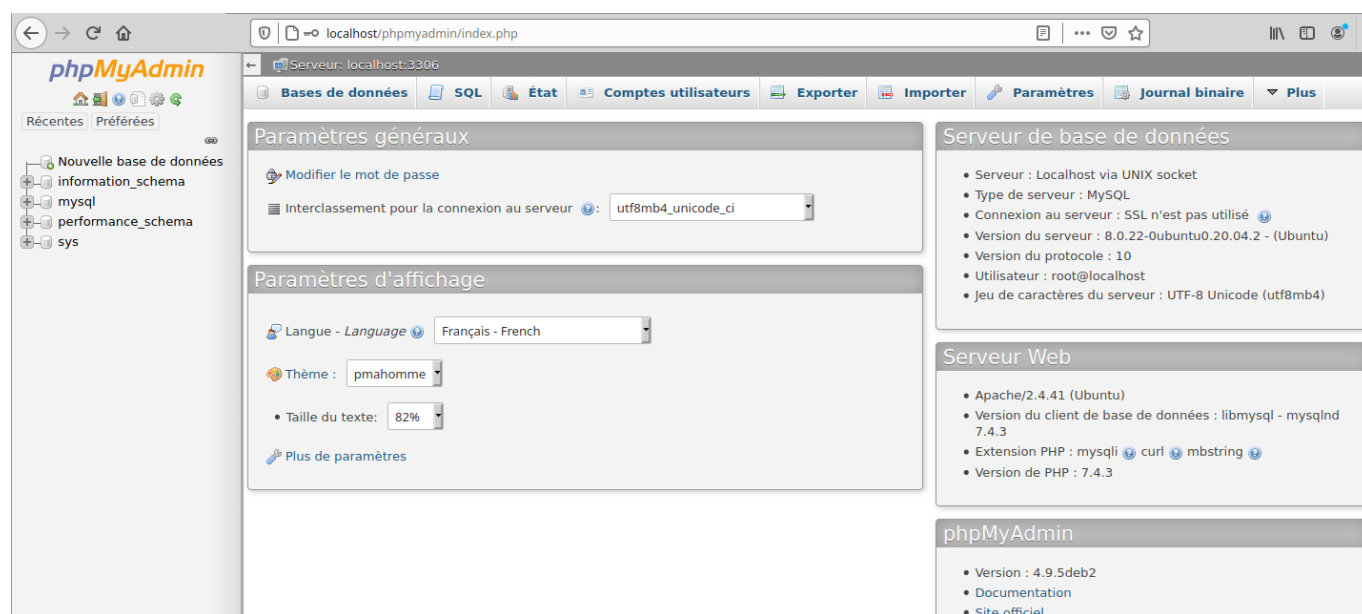 localhost/phpmyadmin/index.php
phpMyAdmin
Récentes Préférées
Nouvelle base de données
information_schema
mysql
performance_schema
sys
Serveur: localhost:3306
Bases de données SQL État Comptes utilisateurs Exporter Importer Paramètres Journal binaire Plus
Paramètres généraux
Modifier le mot de passe
Interclassement pour la connexion au serveur : utf8mb4_unicode_ci
Paramètres d'affichage
Langue - Language Français - French
Thème : pmahomme
Taille du texte: 82%
Plus de paramètres
Serveur de base de données
Serveur : Localhost via UNIX socket
Type de serveur : MySQL
Connexion au serveur : SSL n'est pas utilisé
Version du serveur : 8.0.22-0ubuntu0.20.04.2 - (Ubuntu)
Version du protocole : 10
Utilisateur : root@localhost
Jeu de caractères du serveur : UTF-8 Unicode (utf8mb4)
Serveur Web
Apache/2.4.41 (Ubuntu)
Version du client de base de données : libmysql - mysqlnd
7.4.3
Extension PHP : mysqli curl mbstring
Version de PHP : 7.4.3
phpMyAdmin
Version : 4.9.5deb2
Documentation
Site officiel